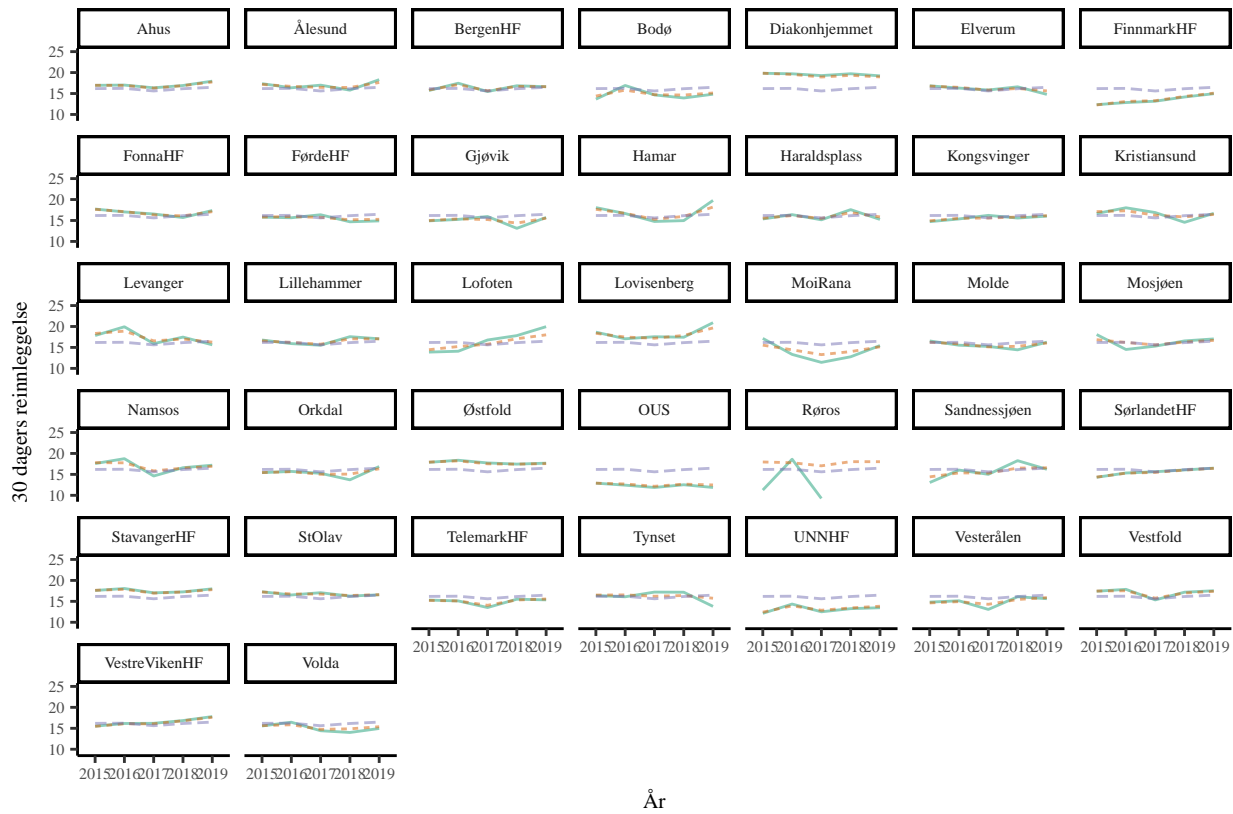 Ahus Ålesund BergenHF Bodø Diakonhjemmet Elverum FinnmarkHF
25
20
15
10
FonnaHF FørdeHF Gjøvik Hamar Haraldsplass Kongsvinger Kristiansund
25
20
15
10
Levanger Lillehammer Lofoten Lovisenberg MoiRana Molde Mosjøen
25
20
15
10
Namsos Orkdal Østfold OUS Røros Sandnessjøen SørlandetHF
25
20
15
10
StavangerHF StOlav TelemarkHF Tynset UNNHF Vesterålen Vestfold
25
20
15
10
2015 2016 2017 2018 2019 2015 2016 2017 2018 2019 2015 2016 2017 2018 2019 2015 2016 2017 2018 2019 2015 2016 2017 2018 2019
VestreVikenHF Volda
25
20
15
10
2015 2016 2017 2018 2019 2015 2016 2017 2018 2019
30 dagers reinnleggelse
År